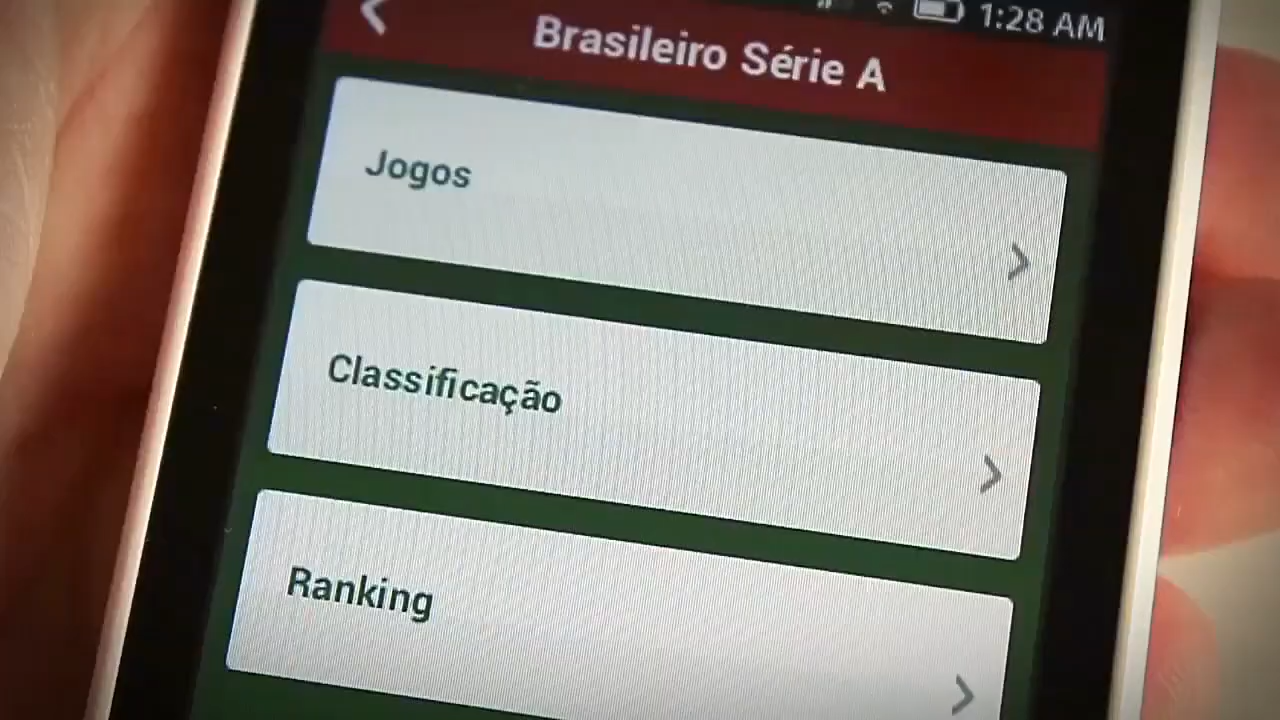 1:28 AM
Brasileiro Série A
Jogos
Classificação
Ranking